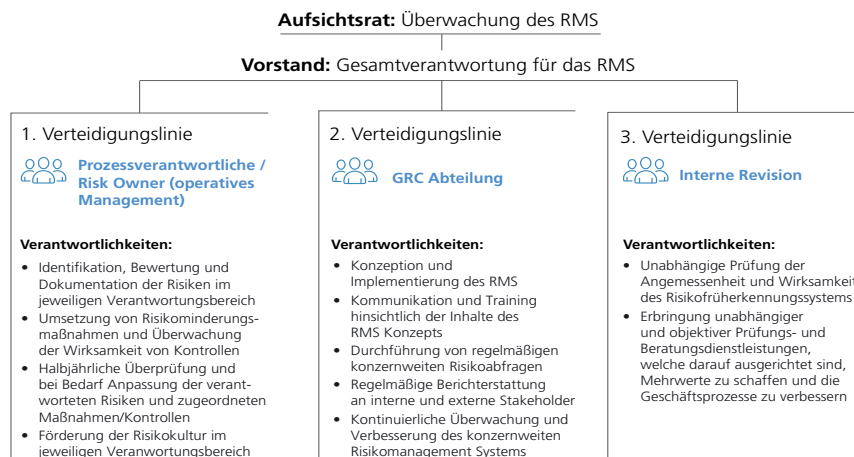 Aufsichtsrat: Überwachung des RMS
Vorstand: Gesamtverantwortung für das RMS
1. Verteidigungslinie
Prozessverantwortliche /
Risk Owner (operatives
Management)
Verantwortlichkeiten:
• Identifikation, Bewertung und
Dokumentation der Risiken im
jeweiligen Verantwortungsbereich
• Umsetzung von Risikominderungs-
maßnahmen und Überwachung
der Wirksamkeit von Kontrollen
• Halbjährliche Überprüfung und
bei Bedarf Anpassung der verant-
worteten Risiken und zugeordneten
Maßnahmen/Kontrollen
• Förderung der Risikokultur im
jeweiligen Veranwortungsbereich
2. Verteidigungslinie
GRC Abteilung
Verantwortlichkeiten:
• Konzeption und
Implementierung des RMS
• Kommunikation und Training
hinsichtlich der Inhalte des
RMS Konzepts
• Durchführung von regelmäßigen
konzernweiten Risikoabfragen
• Regelmäßige Berichterstattung
an interne und externe Stakeholder
• Kontinuierliche Überwachung und
Verbesserung des konzernweiten
Risikomanagement Systems
3. Verteidigungslinie
Interne Revision
Verantwortlichkeiten:
• Unabhängige Prüfung der
Angemessenheit und Wirksamkeit
des Risikofrüherkennungssystems
• Erbringung unabhängiger
und objektiver Prüfungs- und
Beratungsdienstleistungen,
welche darauf ausgerichtet sind,
Mehrwerte zu schaffen und die
Geschäftsprozesse zu verbessern